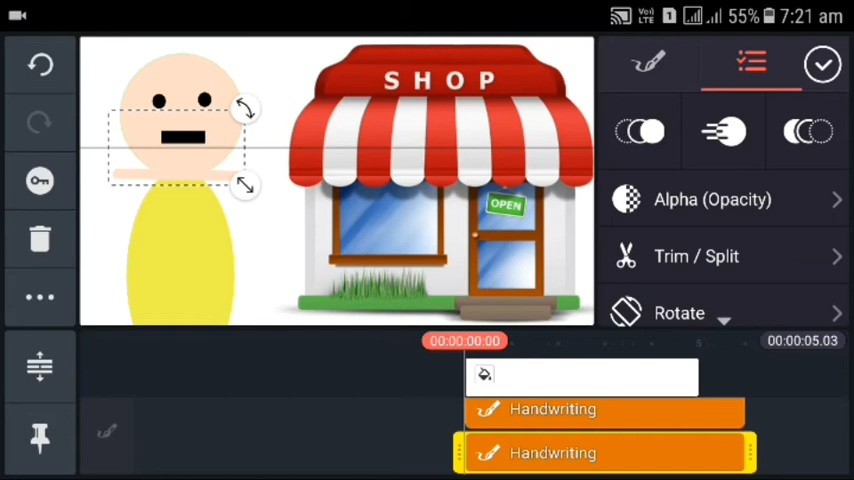 Vo))
LTE
1
55%
7:21 am
SHOP
OPEN
Alpha (Opacity)
Trim / Split
Rotate
00:00:00:00
5
00:00:05.03
Handwriting
Handwriting